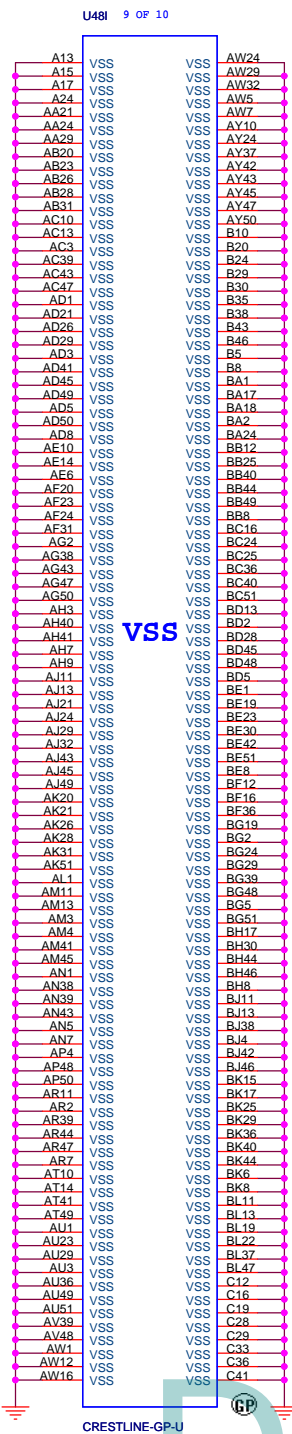 U48I 9 OF 10
A13 VSS VSS AW24
A15 VSS VSS AW29
A17 VSS VSS AW32
A24 VSS VSS AW5
AA21 VSS VSS AW7
AA24 VSS VSS AY10
AA29 VSS VSS AY24
AB20 VSS VSS AY37
AB23 VSS VSS AY42
AB26 VSS VSS AY43
AB28 VSS VSS AY45
AB31 VSS VSS AY47
AC10 VSS VSS AY50
AC13 VSS VSS B10
AC3 VSS VSS B20
AC39 VSS VSS B24
AC43 VSS VSS B29
AC47 VSS VSS B30
AD1 VSS VSS B35
AD21 VSS VSS B38
AD26 VSS VSS B43
AD29 VSS VSS B46
AD3 VSS VSS B5
AD41 VSS VSS B8
AD45 VSS VSS BA1
AD49 VSS VSS BA17
AD5 VSS VSS BA18
AD50 VSS VSS BA2
AD8 VSS VSS BA24
AE10 VSS VSS BB12
AE14 VSS VSS BB25
AE6 VSS VSS BB40
AF20 VSS VSS BB44
AF23 VSS VSS BB49
AF24 VSS VSS BB8
AF31 VSS VSS BC16
AG2 VSS VSS BC24
AG38 VSS VSS BC25
AG43 VSS VSS BC36
AG47 VSS VSS BC40
AG50 VSS VSS BC51
AH3 VSS VSS BD13
AH40 VSS VSS BD2
VSS
AH41 VSS VSS BD28
AH7 VSS VSS BD45
AH9 VSS VSS BD48
AJ11 VSS VSS BD5
AJ13 VSS VSS BE1
AJ21 VSS VSS BE19
AJ24 VSS VSS BE23
AJ29 VSS VSS BE30
AJ32 VSS VSS BE42
AJ43 VSS VSS BE51
AJ45 VSS VSS BE8
AJ49 VSS VSS BF12
AK20 VSS VSS BF16
AK21 VSS VSS BF36
AK26 VSS VSS BG19
AK28 VSS VSS BG2
AK31 VSS VSS BG24
AK51 VSS VSS BG29
AL1 VSS VSS BG39
AM11 VSS VSS BG48
AM13 VSS VSS BG5
AM3 VSS VSS BG51
AM4 VSS VSS BH17
AM41 VSS VSS BH30
AM45 VSS VSS BH44
AN1 VSS VSS BH46
AN38 VSS VSS BH8
AN39 VSS VSS BJ11
AN43 VSS VSS BJ13
AN5 VSS VSS BJ38
AN7 VSS VSS BJ4
AP4 VSS VSS BJ42
AP48 VSS VSS BJ46
AP50 VSS VSS BK15
AR11 VSS VSS BK17
AR2 VSS VSS BK25
AR39 VSS VSS BK29
AR44 VSS VSS BK36
AR47 VSS VSS BK40
AR7 VSS VSS BK44
AT10 VSS VSS BK6
AT14 VSS VSS BK8
AT41 VSS VSS BL11
AT49 VSS VSS BL13
AU1 VSS VSS BL19
AU23 VSS VSS BL22
AU29 VSS VSS BL37
AU3 VSS VSS BL47
AU36 VSS VSS C12
AU49 VSS VSS C16
AU51 VSS VSS C19
AV39 VSS VSS C28
AV48 VSS VSS C29
AW1 VSS VSS C33
AW12 VSS VSS C36
AW16 VSS VSS C41
GP
CRESTLINE-GP-U